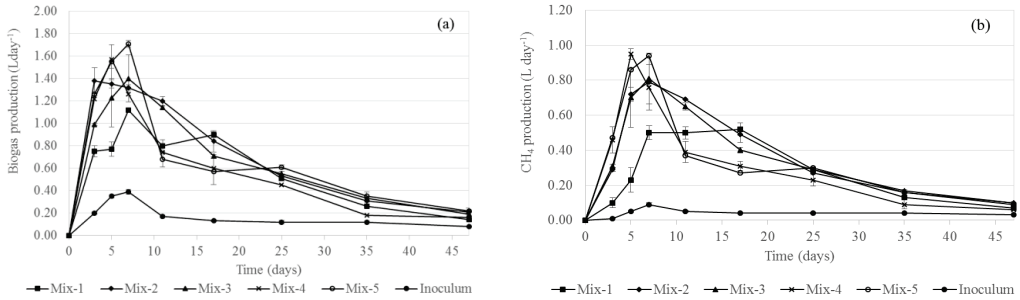 (a)
Biogas production (Lday⁻¹)
2.00
1.80
1.60
1.40
1.20
1.00
0.80
0.60
0.40
0.20
0.00
0 5 10 15 20 25 30 35 40 45
Time (days)
Mix-1 Mix-2 Mix-3 Mix-4 Mix-5 Inoculum
(b)
CH₄ production (L day⁻¹)
1.20
1.00
0.80
0.60
0.40
0.20
0.00
0 5 10 15 20 25 30 35 40 45
Time (days)
Mix-1 Mix-2 Mix-3 Mix-4 Mix-5 Inoculum